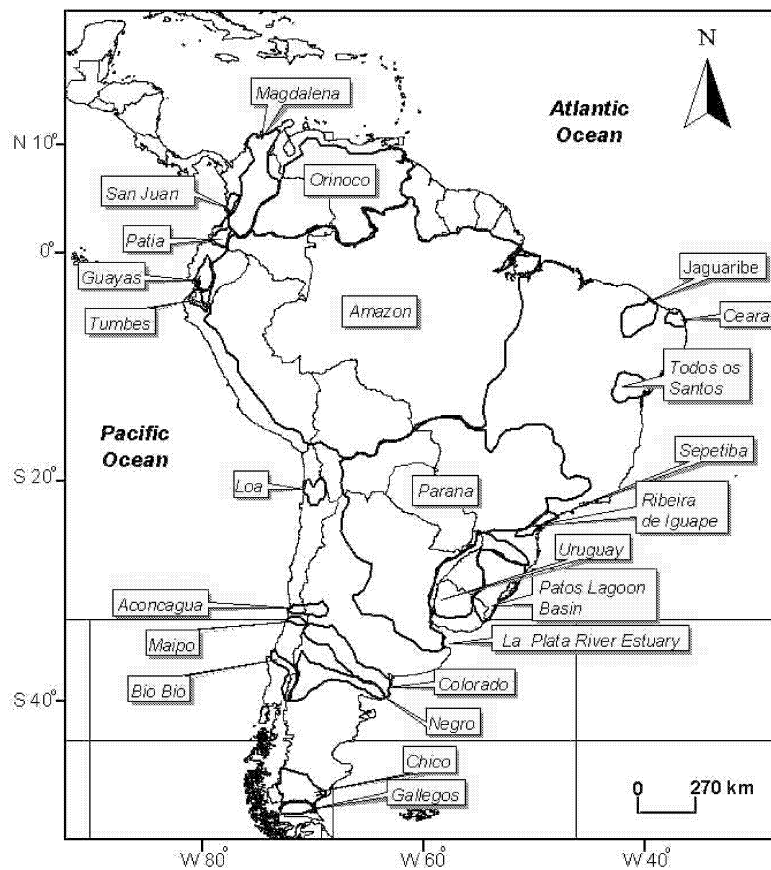 N
Magdalena
Atlantic
Ocean
N 10°
Orinoco
San Juan
Patia
0°
Guayas
Jaguaribe
Amazon
Tumbes
Ceara
Todos os
Santos
Pacific
Ocean
Sepetiba
S 20°
Loa
Parana
Ribeira
de Iguape
Uruguay
Aconcagua
Patos Lagoon
Basin
Maipo
La Plata River Estuary
Bio Bio
Colorado
S 40°
Negro
Chico
Gallegos
0 270 km
W 80° W 60° W 40°